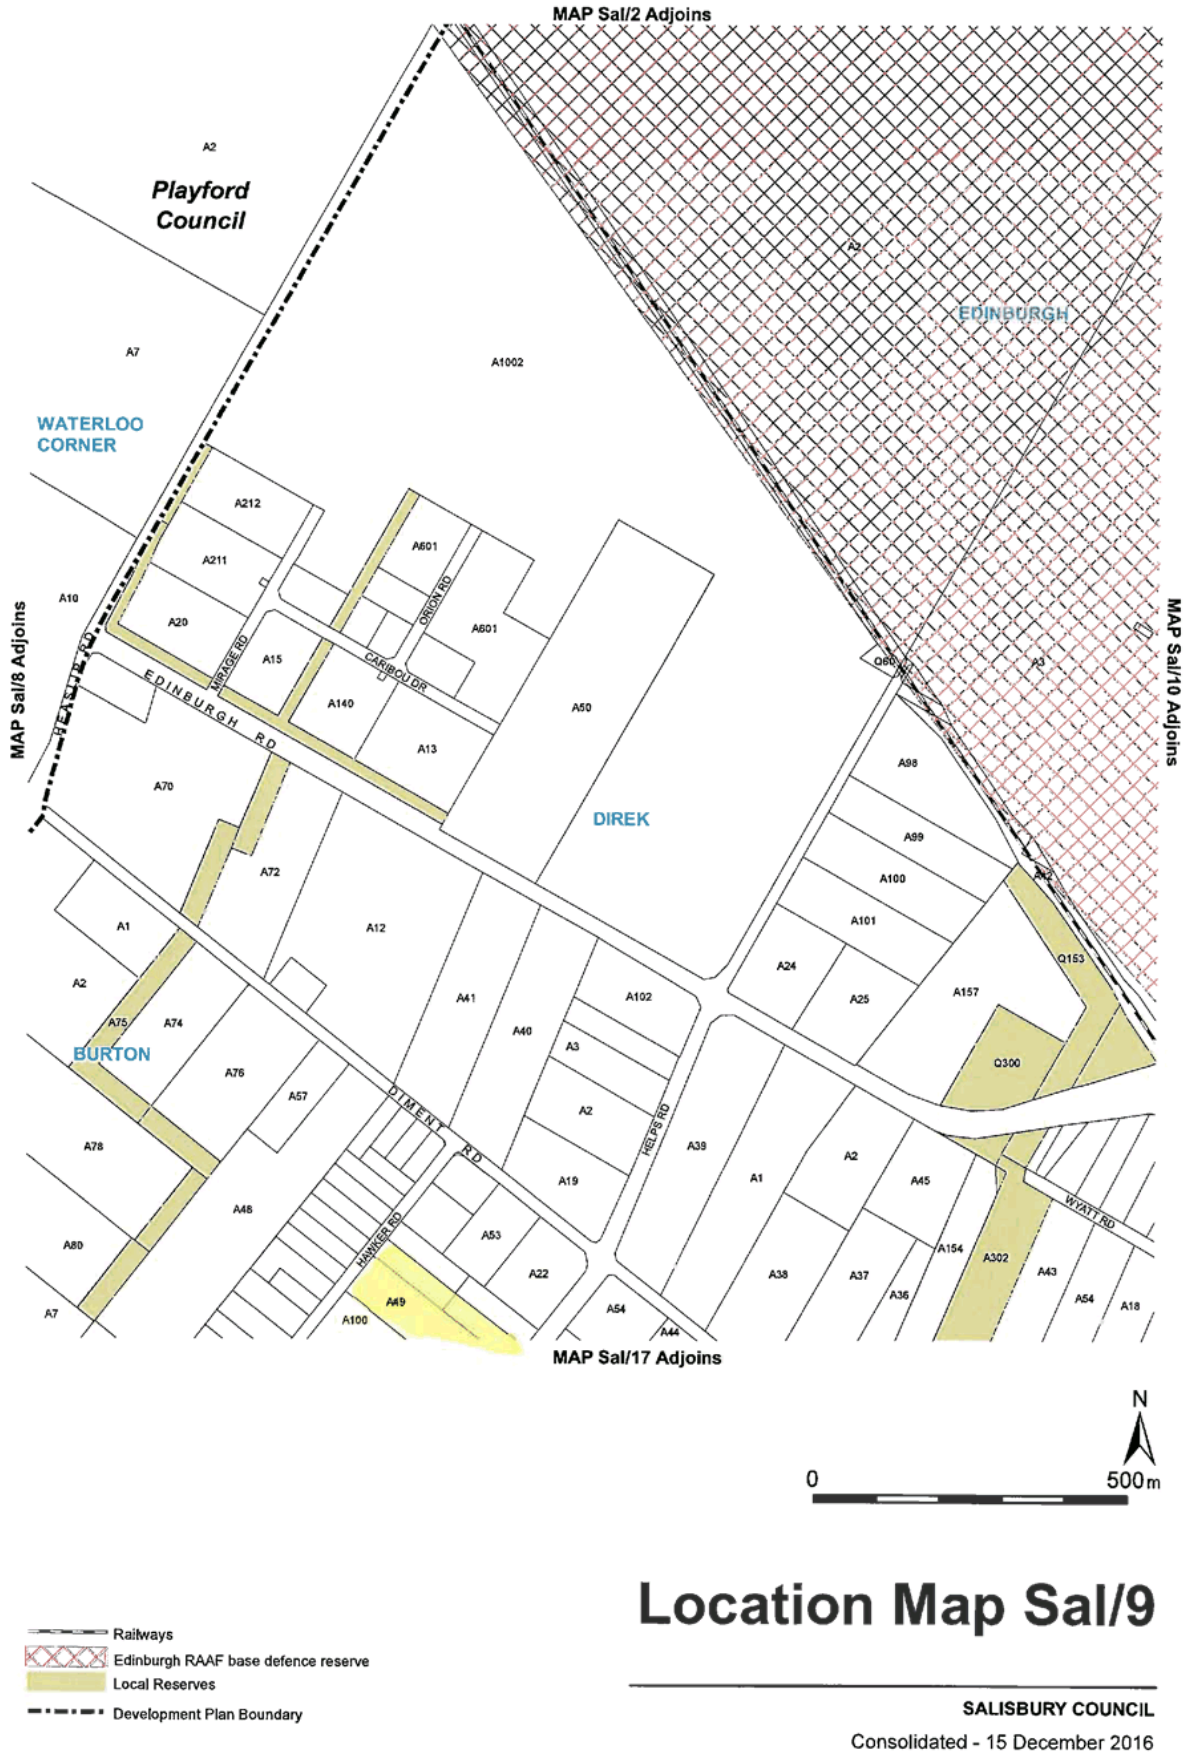 MAP Sal/2 Adjoins
A2
Playford
Council
A2
EDINBURGH
A7
A1002
WATERLOO
CORNER
A212
A601
A211
ORION RD
A10
A20
A601
MAP Sal/8 Adjoins
MAP Sal/10 Adjoins
HEASLIP RD
MIRAGE RD
A15
CARIBOU DR
Q60
A3
EDINBURGH RD
A140
A50
A13
A98
A70
DIREK
A99
A72
A100
A12
A1
A12
A101
Q153
A2
A24
A157
A41
A102
A25
A75
A74
A40
A3
BURTON
Q300
A76
A57
DIMENT RD
A2
HELPS RD
A78
A39
A2
A1
A19
A45
A48
WYATT RD
A53
HAWKER RD
A80
A154
A302
A22
A38
A37
A43
A36
A49
A7
A100
A54
A54
A18
A44
MAP Sal/17 Adjoins
N
0
500m
Location Map Sal/9
Railways
Edinburgh RAAF base defence reserve
Local Reserves
Development Plan Boundary
SALISBURY COUNCIL
Consolidated - 15 December 2016